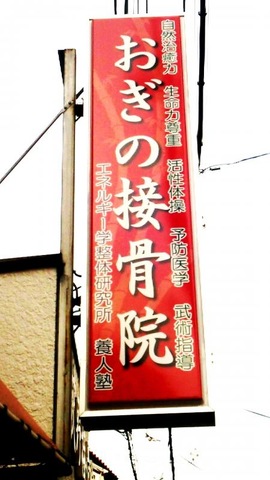 自然治癒力 生命力尊重 活性体操 予防医学 武術指導
おぎの接骨院
エネルギー学整体研究所 養人塾